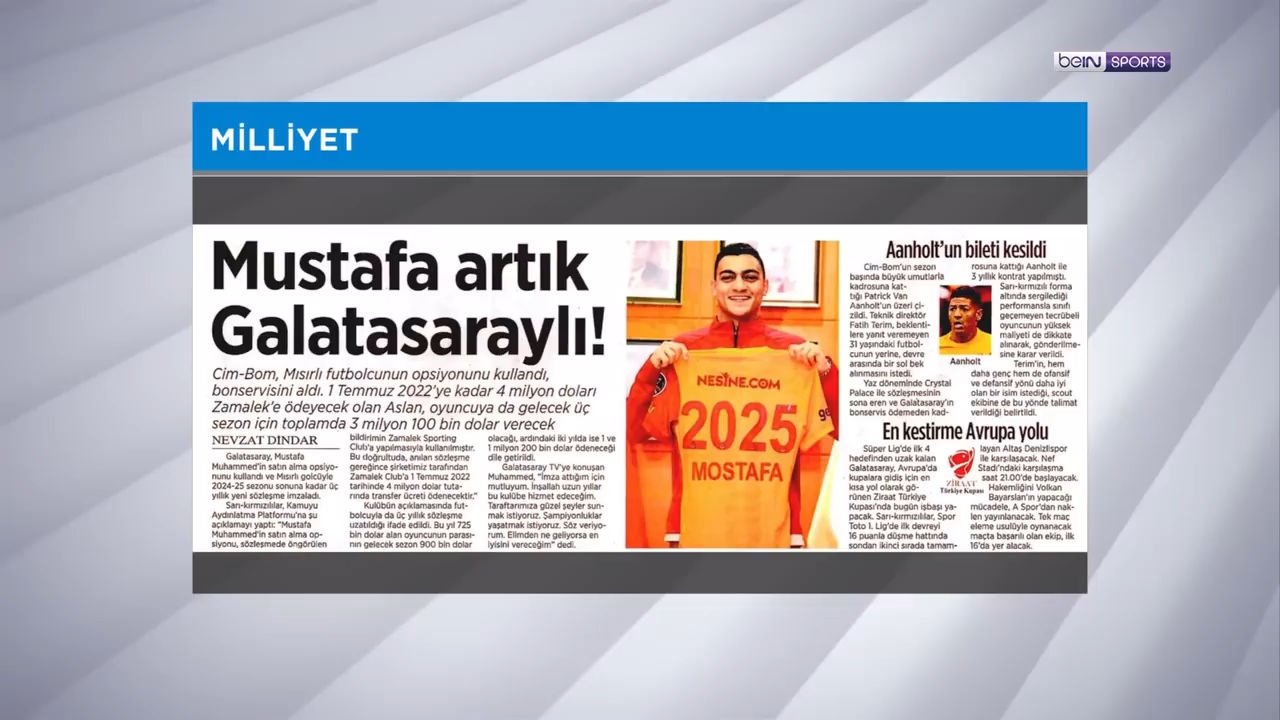 beIN SPORTS
MİLLİYET
Mustafa artık
Galatasaraylı!
Cim-Bom, Mısırlı futbolcunun opsiyonunu kullandı,
bonservisini aldı. 1 Temmuz 2022'ye kadar 4 milyon doları
Zamalek'e ödeyecek olan Aslan, oyuncuya da gelecek üç
sezon için toplamda 3 milyon 100 bin dolar verecek
NEVZAT DINDAR
Galatasaray, Mustafa
Muhammed'in satın alma opsiyo-
nunu kullandı ve Mısırlı golcüyle
2024-25 sezonu sonuna kadar üç
yıllık yeni sözleşme imzaladı.
Sarı-kırmızılılar, Kamuyu
Aydınlatma Platformu'na şu
açıklamayı yaptı: "Mustafa
Muhammed'in satın alma op-
siyonu, sözleşmede öngörülen
bildirimin Zamalek Sporting
Club'a yapılmasıyla kullanılmıştır.
Bu doğrultuda, anılan sözleşme
gereğince şirketimiz tarafından
Zamalek Club'a 1 Temmuz 2022
tarihinde 4 milyon dolar tuta-
rında transfer ücreti ödenecektir."
Kulübün açıklamasında fut-
bolcuyla da üç yıllık sözleşme
uzatıldığı ifade edildi. Bu yıl 725
bin dolar alan oyuncunun parası-
nın gelecek sezon 900 bin dolar
olacağı, ardındaki iki yılda ise 1 ve
1 milyon 200 bin dolar ödeneceği
dile getirildi.
Galatasaray TV'ye konuşan
Muhammed, "İmza attığım için
mutluyum. İnşallah uzun yıllar
bu kulübe hizmet edeceğim.
Taraftarımıza güzel şeyler sun-
mak istiyoruz. Şampiyonluklar
yaşatmak istiyoruz. Söz veriyo-
rum. Elimden ne geliyorsa en
iyisini vereceğim" dedi.
NESİNE.COM
2025
MOSTAFA
Aanholt'un bileti kesildi
Cim-Bom'un sezon
başında büyük umutlarla
kadrosuna kat-
tığı Patrick Van
Aanholt'un üzeri çi-
zildi. Teknik direktör
Fatih Terim, beklenti-
lere yanıt veremeyen
31 yaşındaki futbol-
cunun yerine, devre
arasında bir sol bek
alınmasını istedi.
Yaz döneminde Crystal
Palace ile sözleşmesinin
sona eren ve Galatasaray'ın
bonservis ödemeden kad-
rosuna kattığı Aanholt ile
3 yıllık kontrat yapılmıştı.
Sarı-kırmızılı forma
altında sergilediği
performansla sınıfı
geçemeyen tecrübeli
oyuncunun yüksek
maliyeti de dikkate
alınarak, gönderilme-
sine karar verildi.
Terim'in, hem
daha genç hem de ofansif
ve defansif yönü daha iyi
olan bir isim istediği, scout
ekibine de bu yönde talimat
verildiği belirtildi.
Aanholt
En kestirme Avrupa yolu
Süper Lig'de ilk 4
hedefinden uzak kalan
Galatasaray, Avrupa'da
kupalara gidiş için en
kısa yol olarak gö-
rünen Ziraat Türkiye
Kupası'nda bugün işbaşı ya-
pacak. Sarı-kırmızılılar, Spor
Toto 1. Lig'de ilk devreyi
16 puanla düşme hattında
sondan ikinci sırada tamam-
layan Altaş Denizlispor
ile karşılaşacak. Nef
Stadı'ndaki karşılaşma
saat 21.00'de başlayacak.
Hakemliğini Volkan
Bayarslan'ın yapacağı
mücadele, A Spor'dan nak-
len yayınlanacak. Tek maç
eleme usulüyle oynanacak
maçta başarılı olan ekip, ilk
16'da yer alacak.
ZİRAAT
Türkiye Kupası